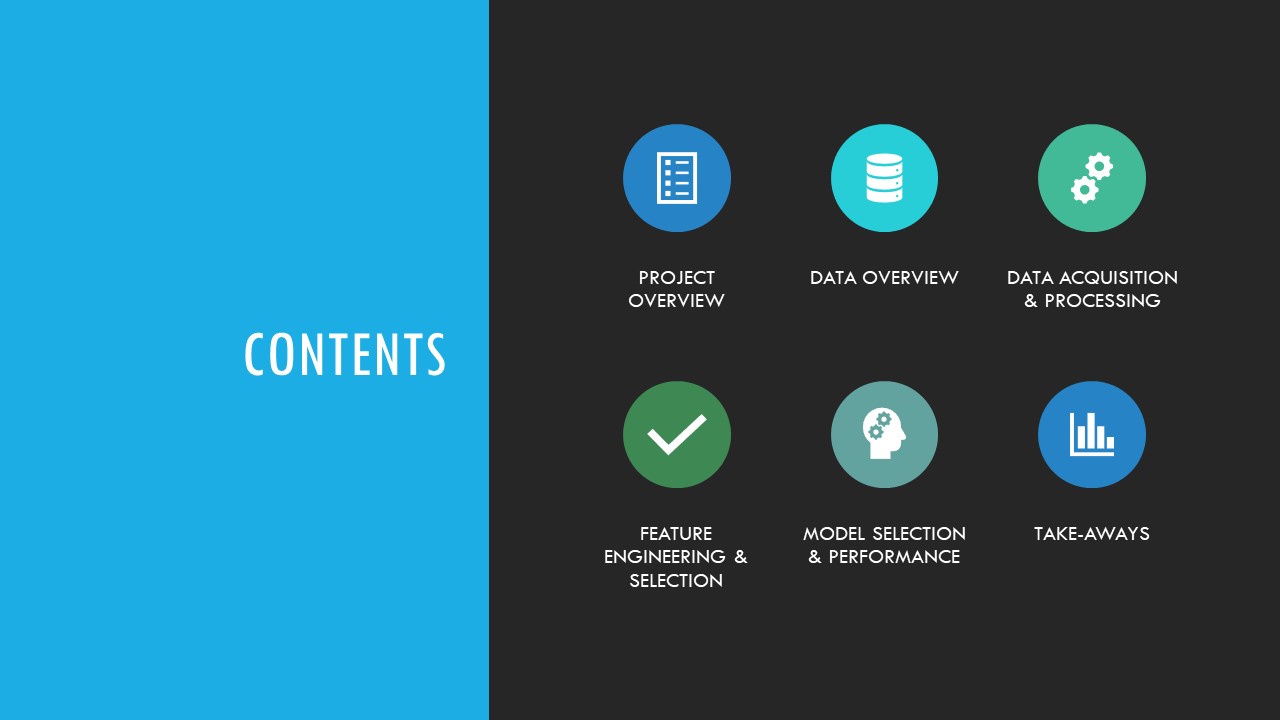 CONTENTS
PROJECT
OVERVIEW
DATA OVERVIEW
DATA ACQUISITION
& PROCESSING
FEATURE
ENGINEERING &
SELECTION
MODEL SELECTION
& PERFORMANCE
TAKE-AWAYS